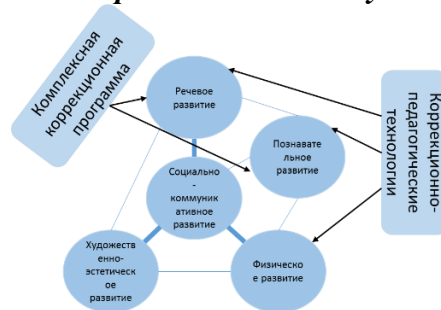 Комплексная
коррекционная
программа
Речевое
развитие
Коррекционно-
педагогические
технологии
Познавате
льное
развитие
Социально
-
коммуник
ативное
развитие
Художеств
енно-
эстетическ
ое
развитие
Физическо
е развитие